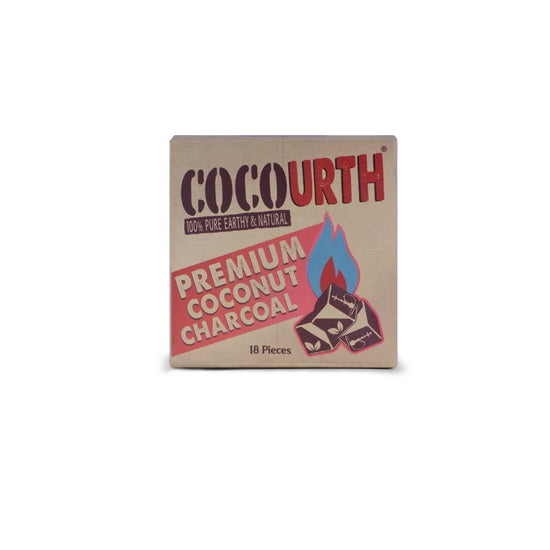 COCOURTH®
100% PURE EARTHY & NATURAL
PREMIUM
COCONUT
CHARCOAL
18 Pieces